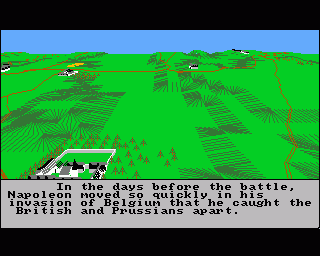 In the days before the battle,
Napoleon moved so quickly in his
invasion of Belgium that he caught the
British and Prussians apart.